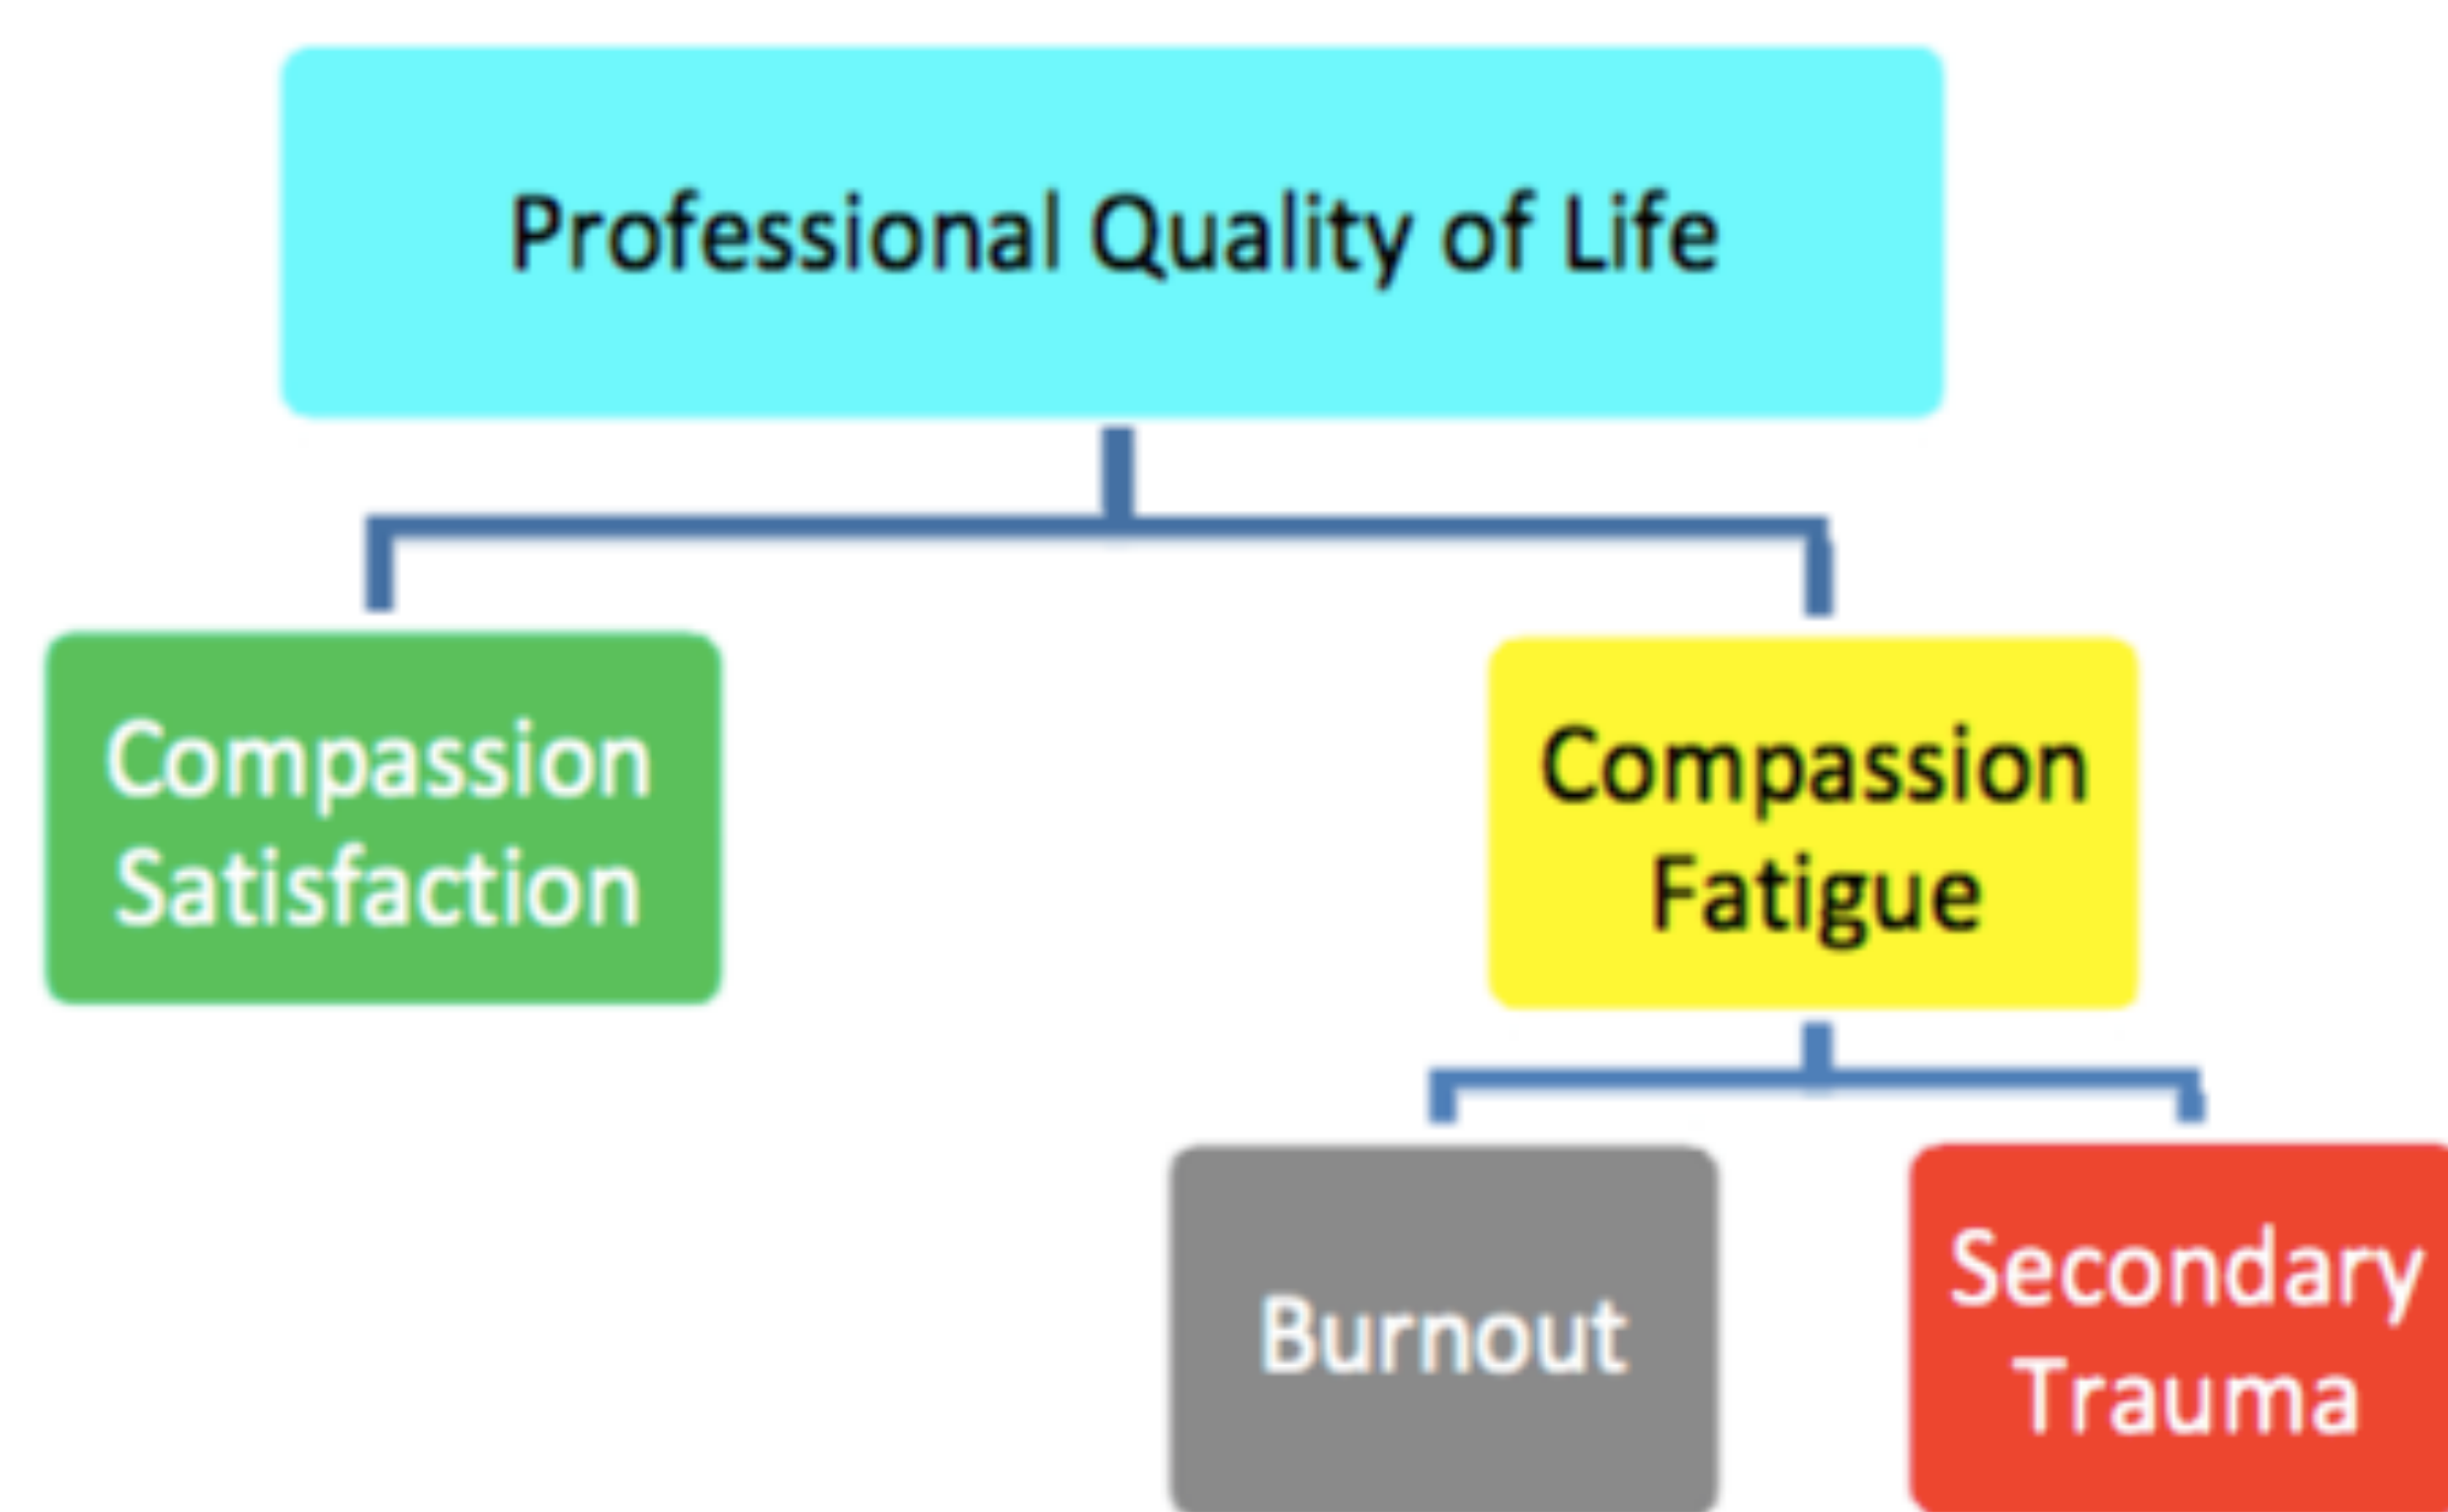 Professional Quality of Life
Compassion
Satisfaction
Compassion
Fatigue
Burnout
Secondary
Trauma